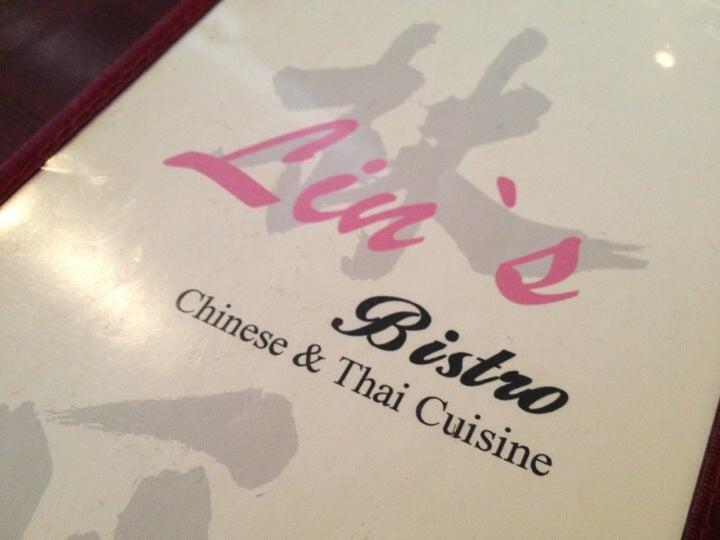 林
Lin's
Bistro
Chinese & Thai Cuisine